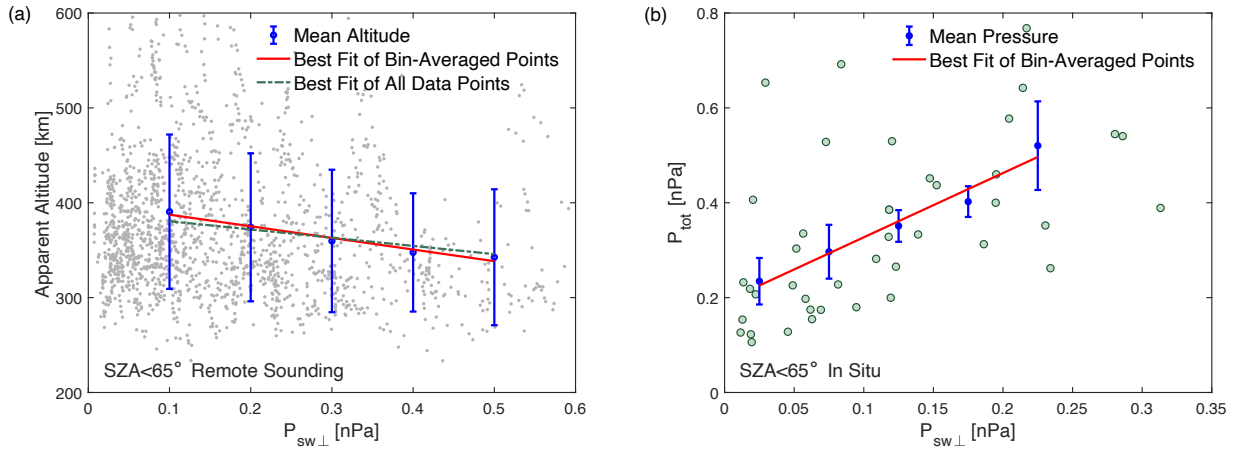 (a)
600
500
400
300
200
Apparent Altitude [km]
Mean Altitude
Best Fit of Bin-Averaged Points
Best Fit of All Data Points
SZA<65° Remote Sounding
0 0.1 0.2 0.3 0.4 0.5 0.6
P_sw⊥ [nPa]
(b)
0.8
0.6
0.4
0.2
0
P_tot [nPa]
Mean Pressure
Best Fit of Bin-Averaged Points
SZA<65° In Situ
0 0.05 0.1 0.15 0.2 0.25 0.3 0.35
P_sw⊥ [nPa]